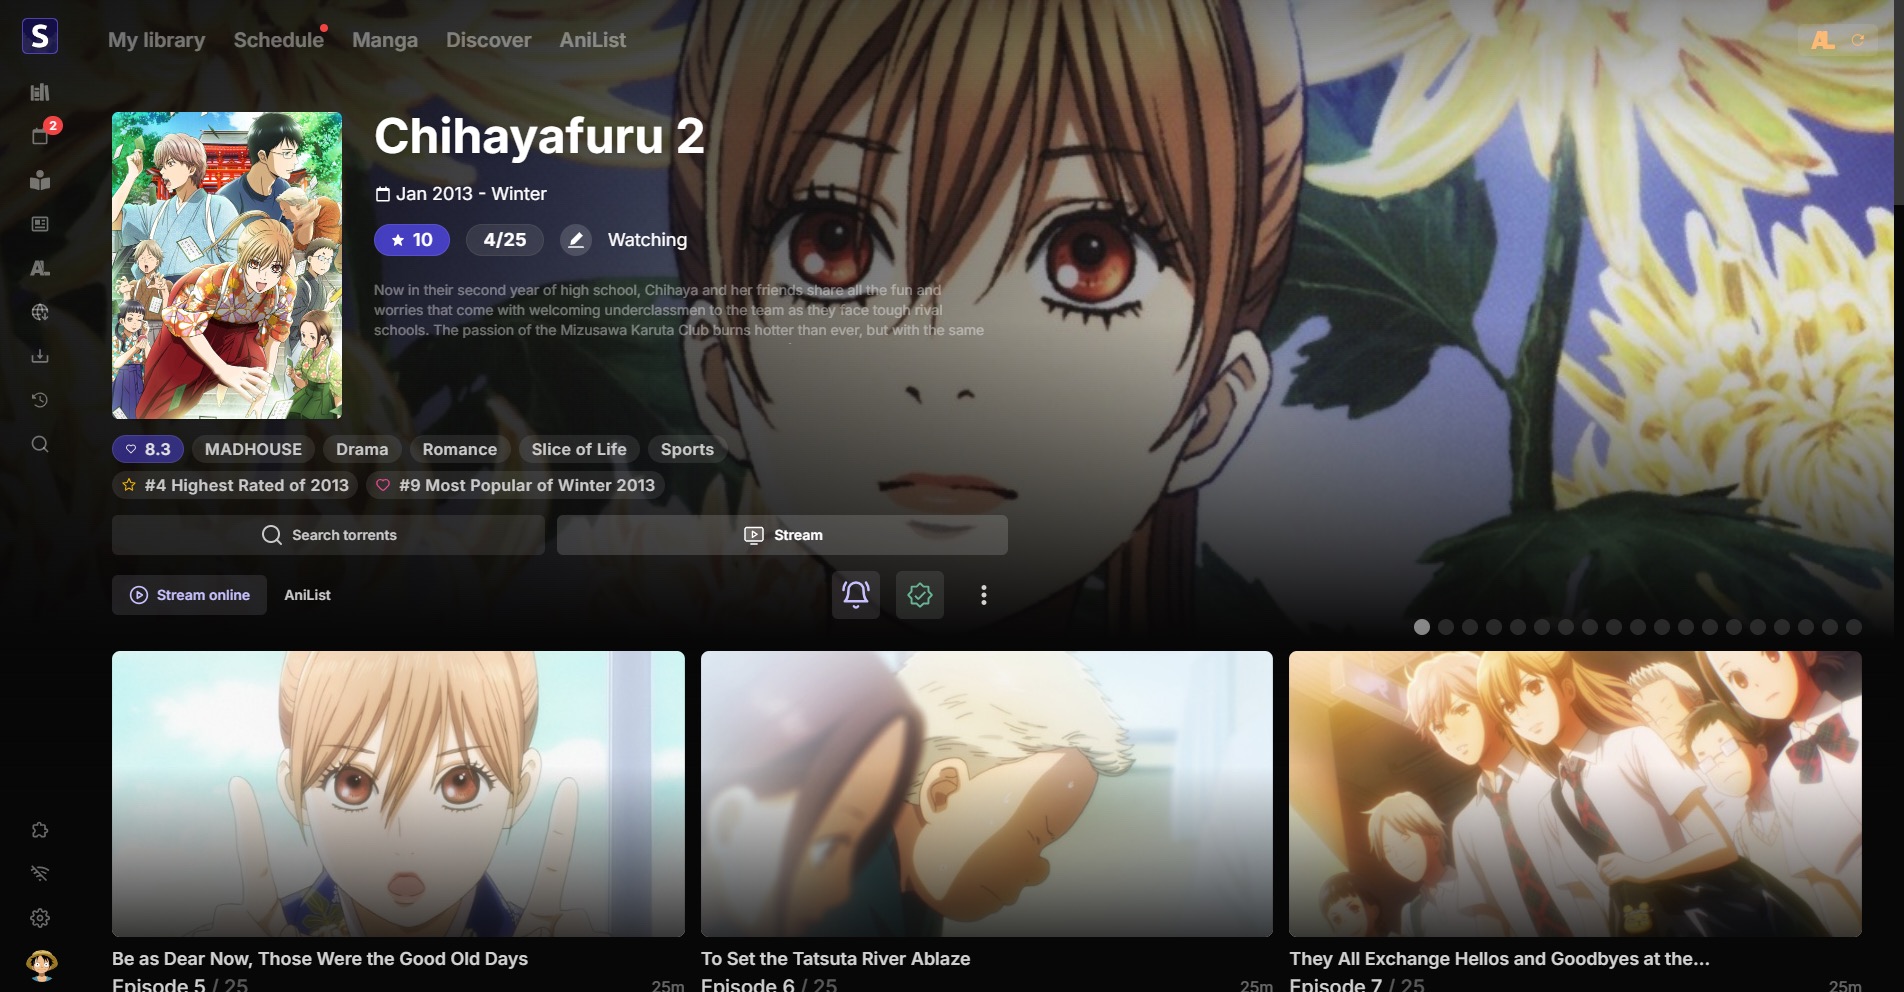 S
My library
Schedule
Manga
Discover
AniList
AL
2
AL
Chihayafuru 2
Jan 2013 - Winter
10
4/25
Watching
Now in their second year of high school, Chihaya and her friends share all the fun and
worries that come with welcoming underclassmen to the team as they face tough rival
schools. The passion of the Mizusawa Karuta Club burns hotter than ever, but with the same
8.3
MADHOUSE
Drama
Romance
Slice of Life
Sports
#4 Highest Rated of 2013
#9 Most Popular of Winter 2013
Search torrents
Stream
Stream online
AniList
Be as Dear Now, Those Were the Good Old Days
Episode 5 / 25
25m
To Set the Tatsuta River Ablaze
Episode 6 / 25
25m
They All Exchange Hellos and Goodbyes at the...
Episode 7 / 25
25m